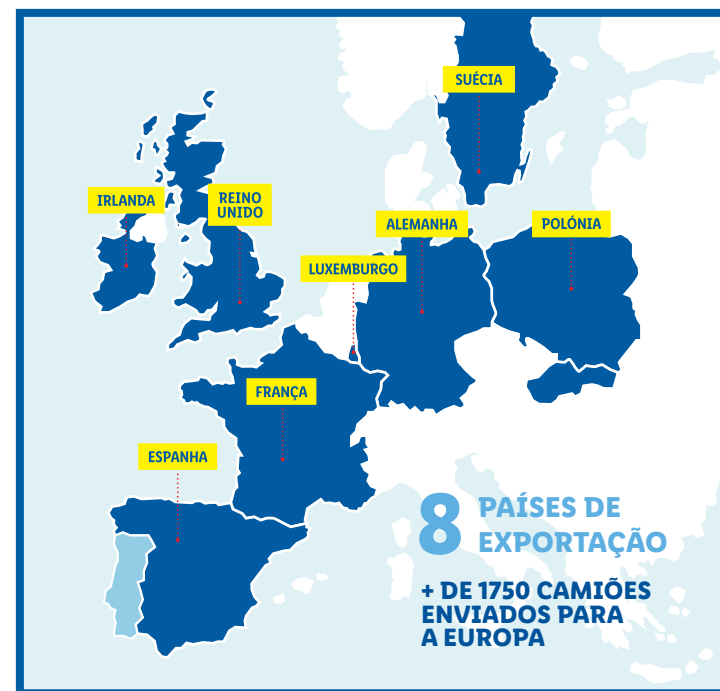 SUÉCIA
IRLANDA
REINO
UNIDO
ALEMANHA
POLÓNIA
LUXEMBURGO
FRANÇA
ESPANHA
8 PAÍSES DE
EXPORTAÇÃO
+ DE 1750 CAMIÕES
ENVIADOS PARA
A EUROPA